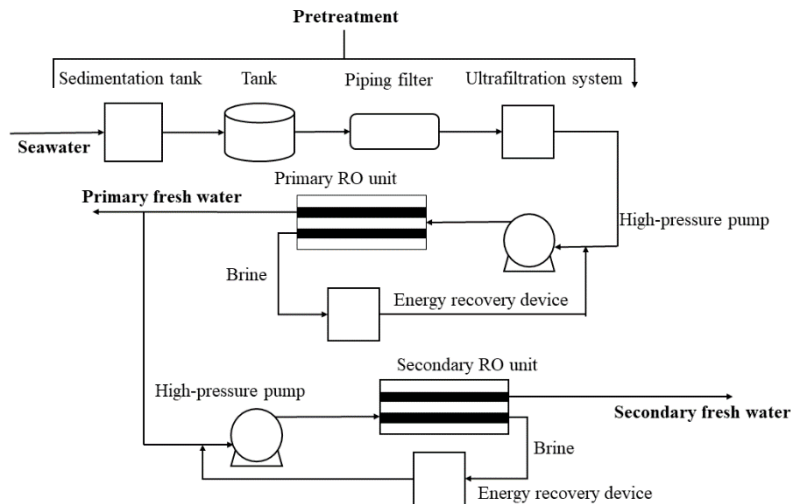 Pretreatment
Sedimentation tank
Tank
Piping filter
Ultrafiltration system
Seawater
Primary RO unit
Primary fresh water
High-pressure pump
Brine
Energy recovery device
Secondary RO unit
High-pressure pump
Secondary fresh water
Brine
Energy recovery device